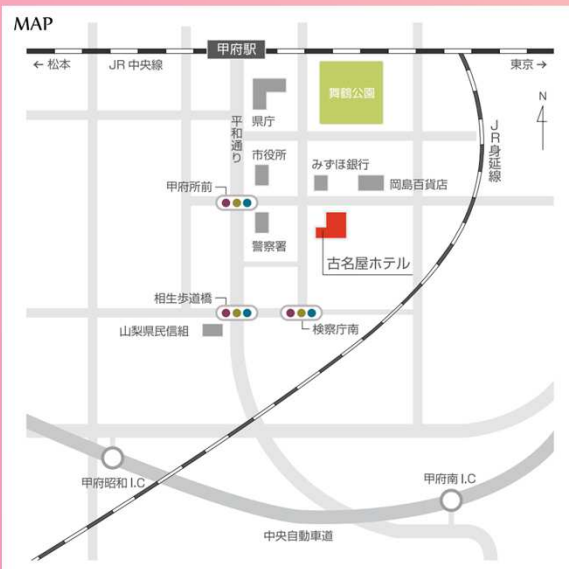 MAP
甲府駅
← 松本
JR 中央線
東京 →
舞鶴公園
N
県庁
平和通り
JR身延線
市役所
みずほ銀行
岡島百貨店
甲府所前
警察署
古名屋ホテル
相生歩道橋
山梨県民信組
検察庁南
甲府昭和 I.C
甲府南 I.C
中央自動車道